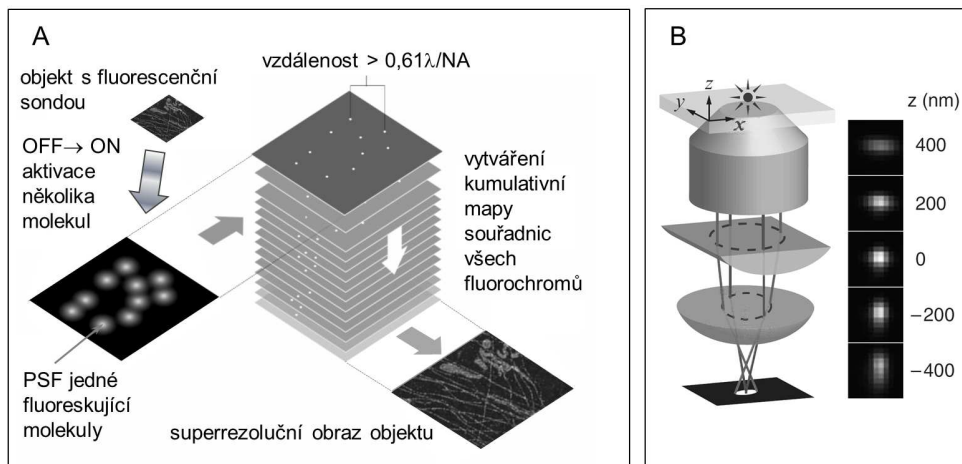 A
vzdálenost > 0,61λ/NA
objekt s fluorescenční
sondou
OFF→ ON
aktivace
několika
molekul
vytváření
kumulativní
mapy
souřadnic
všech
fluorochromů
PSF jedné
fluoreskující
molekuly
superrezoluční obraz objektu
B
z
y
x
z (nm)
400
200
0
−200
−400